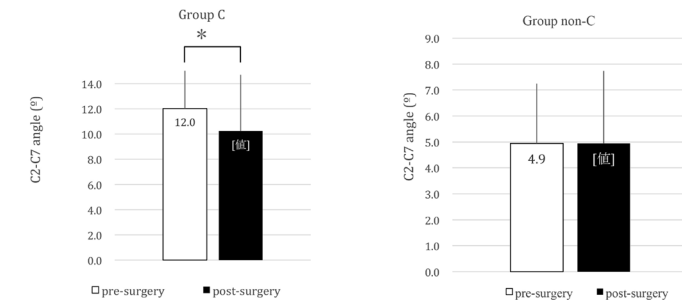 Group C
*
C2-C7 angle (º)
14.0
12.0
10.0
8.0
6.0
4.0
2.0
0.0
12.0
[値]
pre-surgery
post-surgery
Group non-C
C2-C7 angle (º)
9.0
8.0
7.0
6.0
5.0
4.0
3.0
2.0
1.0
0.0
4.9
[値]
pre-surgery
post-surgery